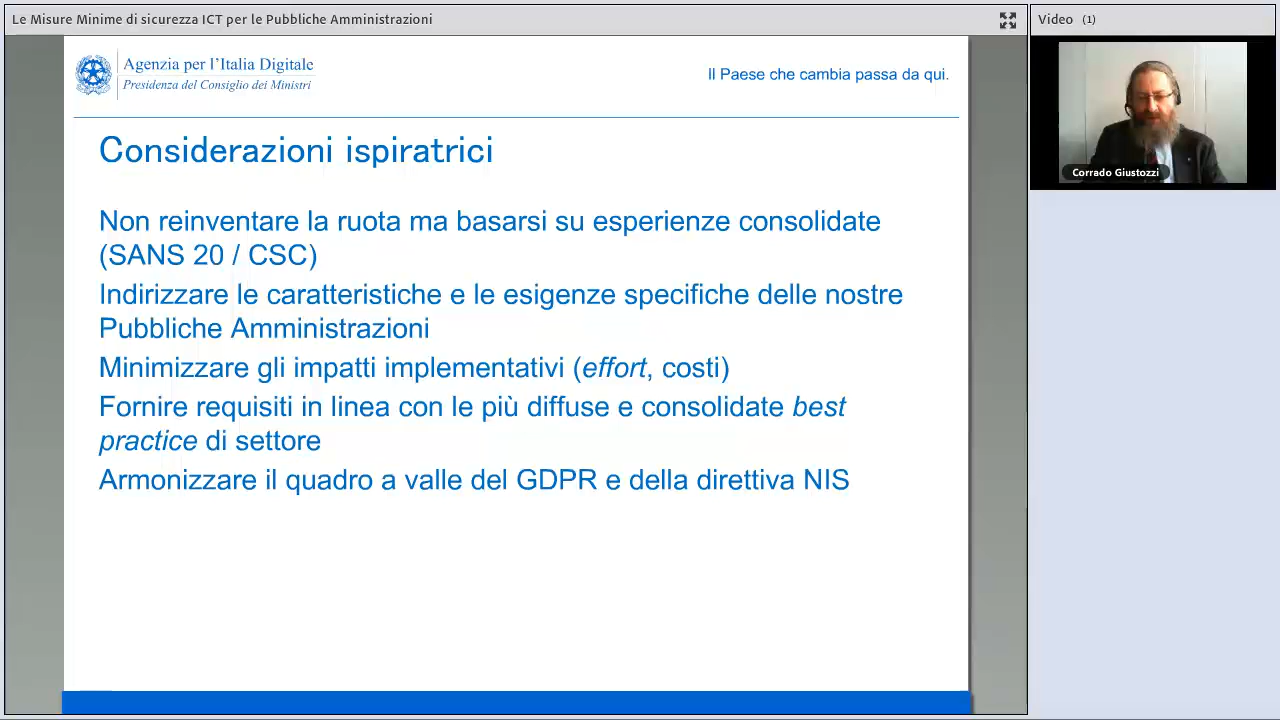 Le Misure Minime di sicurezza ICT per le Pubbliche Amministrazioni
Video (1)
Agenzia per l'Italia Digitale
Presidenza del Consiglio dei Ministri
Il Paese che cambia passa da qui.
Corrado Giustozzi
Considerazioni ispiratrici
Non reinventare la ruota ma basarsi su esperienze consolidate
(SANS 20 / CSC)
Indirizzare le caratteristiche e le esigenze specifiche delle nostre
Pubbliche Amministrazioni
Minimizzare gli impatti implementativi (effort, costi)
Fornire requisiti in linea con le più diffuse e consolidate best
practice di settore
Armonizzare il quadro a valle del GDPR e della direttiva NIS